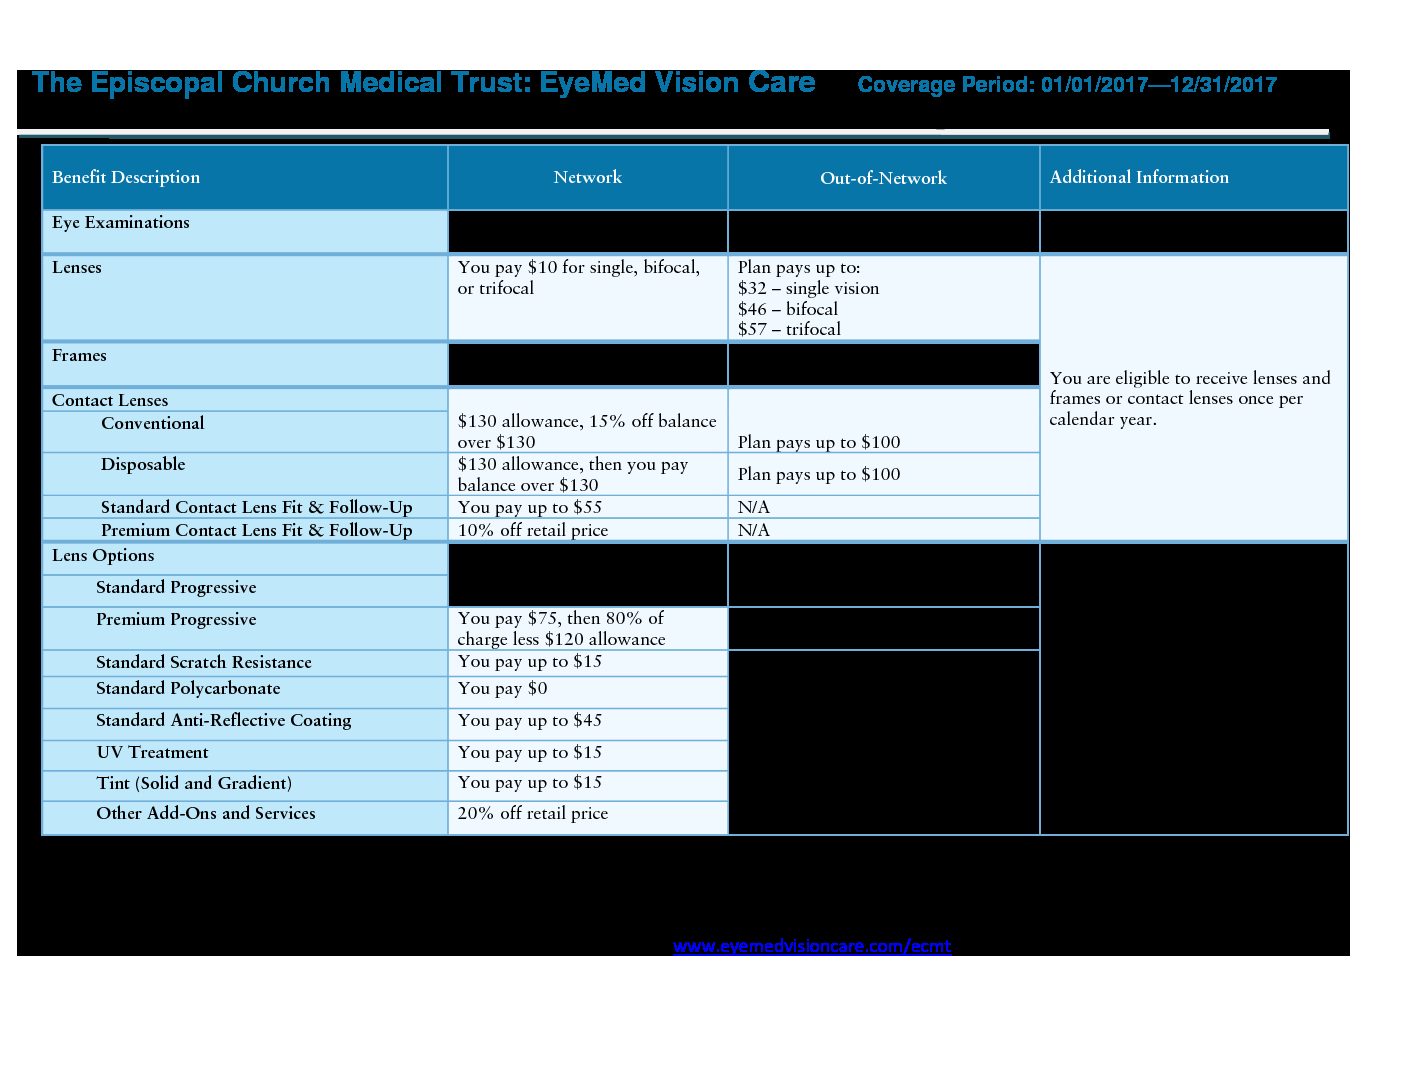 The Episcopal Church Medical Trust: EyeMed Vision Care Coverage Period: 01/01/2017—12/31/2017
Benefit Description Network Out-of-Network Additional Information
Eye Examinations
Lenses
You pay $10 for single, bifocal,
or trifocal
Plan pays up to:
$32 – single vision
$46 – bifocal
$57 – trifocal
You are eligible to receive lenses and
frames or contact lenses once per
calendar year.
Frames
Contact Lenses
Conventional
$130 allowance, 15% off balance
over $130
Plan pays up to $100
Disposable
$130 allowance, then you pay
balance over $130
Plan pays up to $100
Standard Contact Lens Fit & Follow-Up You pay up to $55 N/A
Premium Contact Lens Fit & Follow-Up 10% off retail price N/A
Lens Options
Standard Progressive
Premium Progressive
You pay $75, then 80% of
charge less $120 allowance
Standard Scratch Resistance You pay up to $15
Standard Polycarbonate You pay $0
Standard Anti-Reflective Coating You pay up to $45
UV Treatment You pay up to $15
Tint (Solid and Gradient) You pay up to $15
Other Add-Ons and Services 20% off retail price
www.eyemedvisioncare.com/ecmt